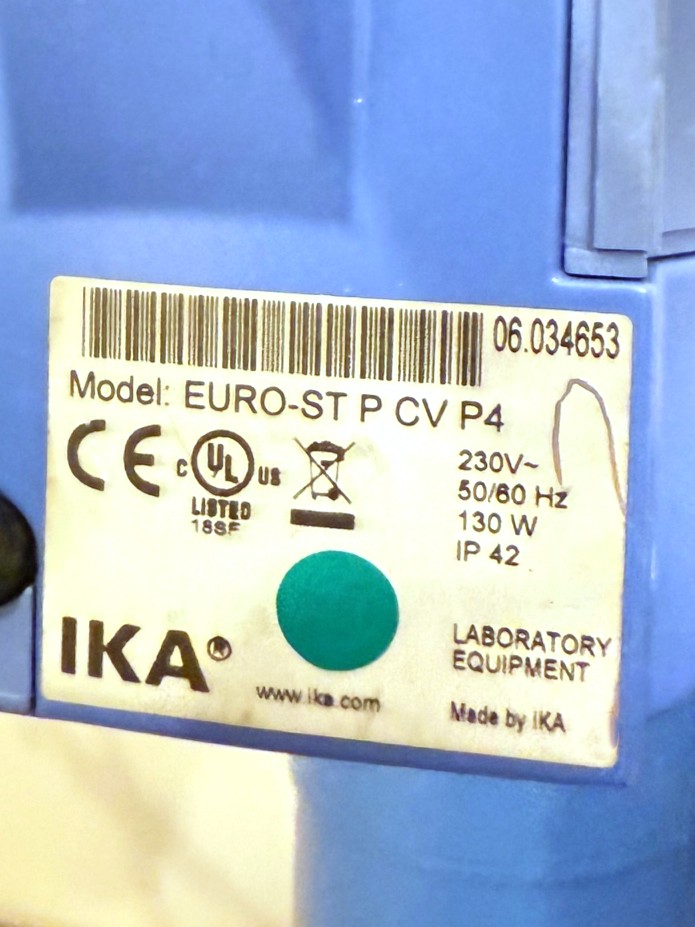 06.034653
Model: EURO-ST P CV P4
CE
C UL US
LISTED
18SF
230V~
50/60 Hz
130 W
IP 42
IKA®
www.ika.com
LABORATORY
EQUIPMENT
Made by IKA